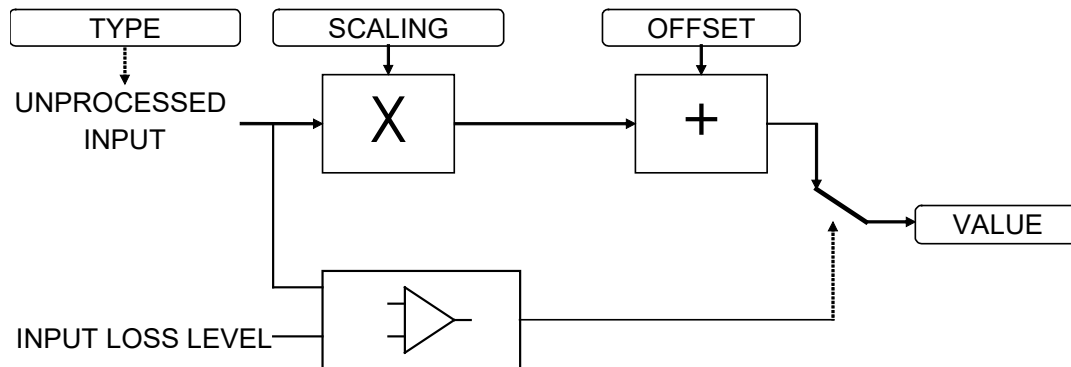 TYPE
SCALING
OFFSET
UNPROCESSED
INPUT
X
+
VALUE
INPUT LOSS LEVEL